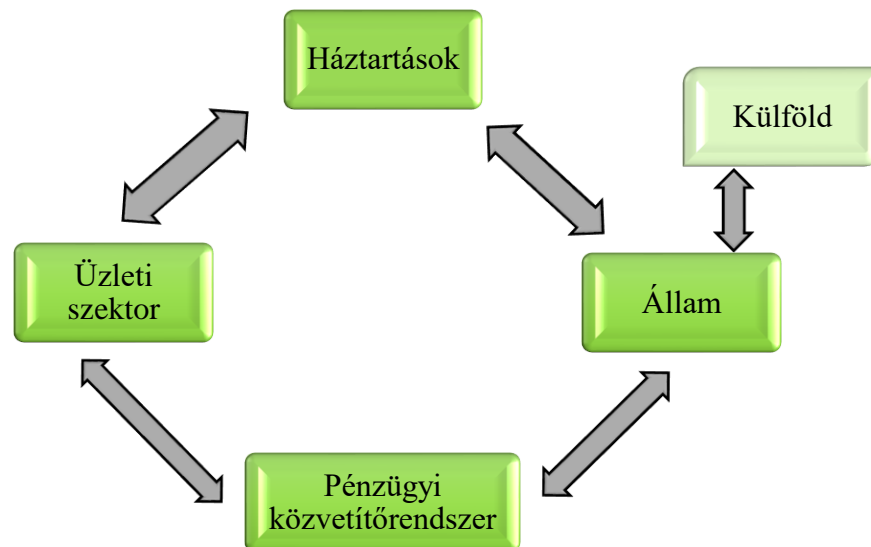 Háztartások
Külföld
Üzleti
szektor
Állam
Pénzügyi
közvetítőrendszer